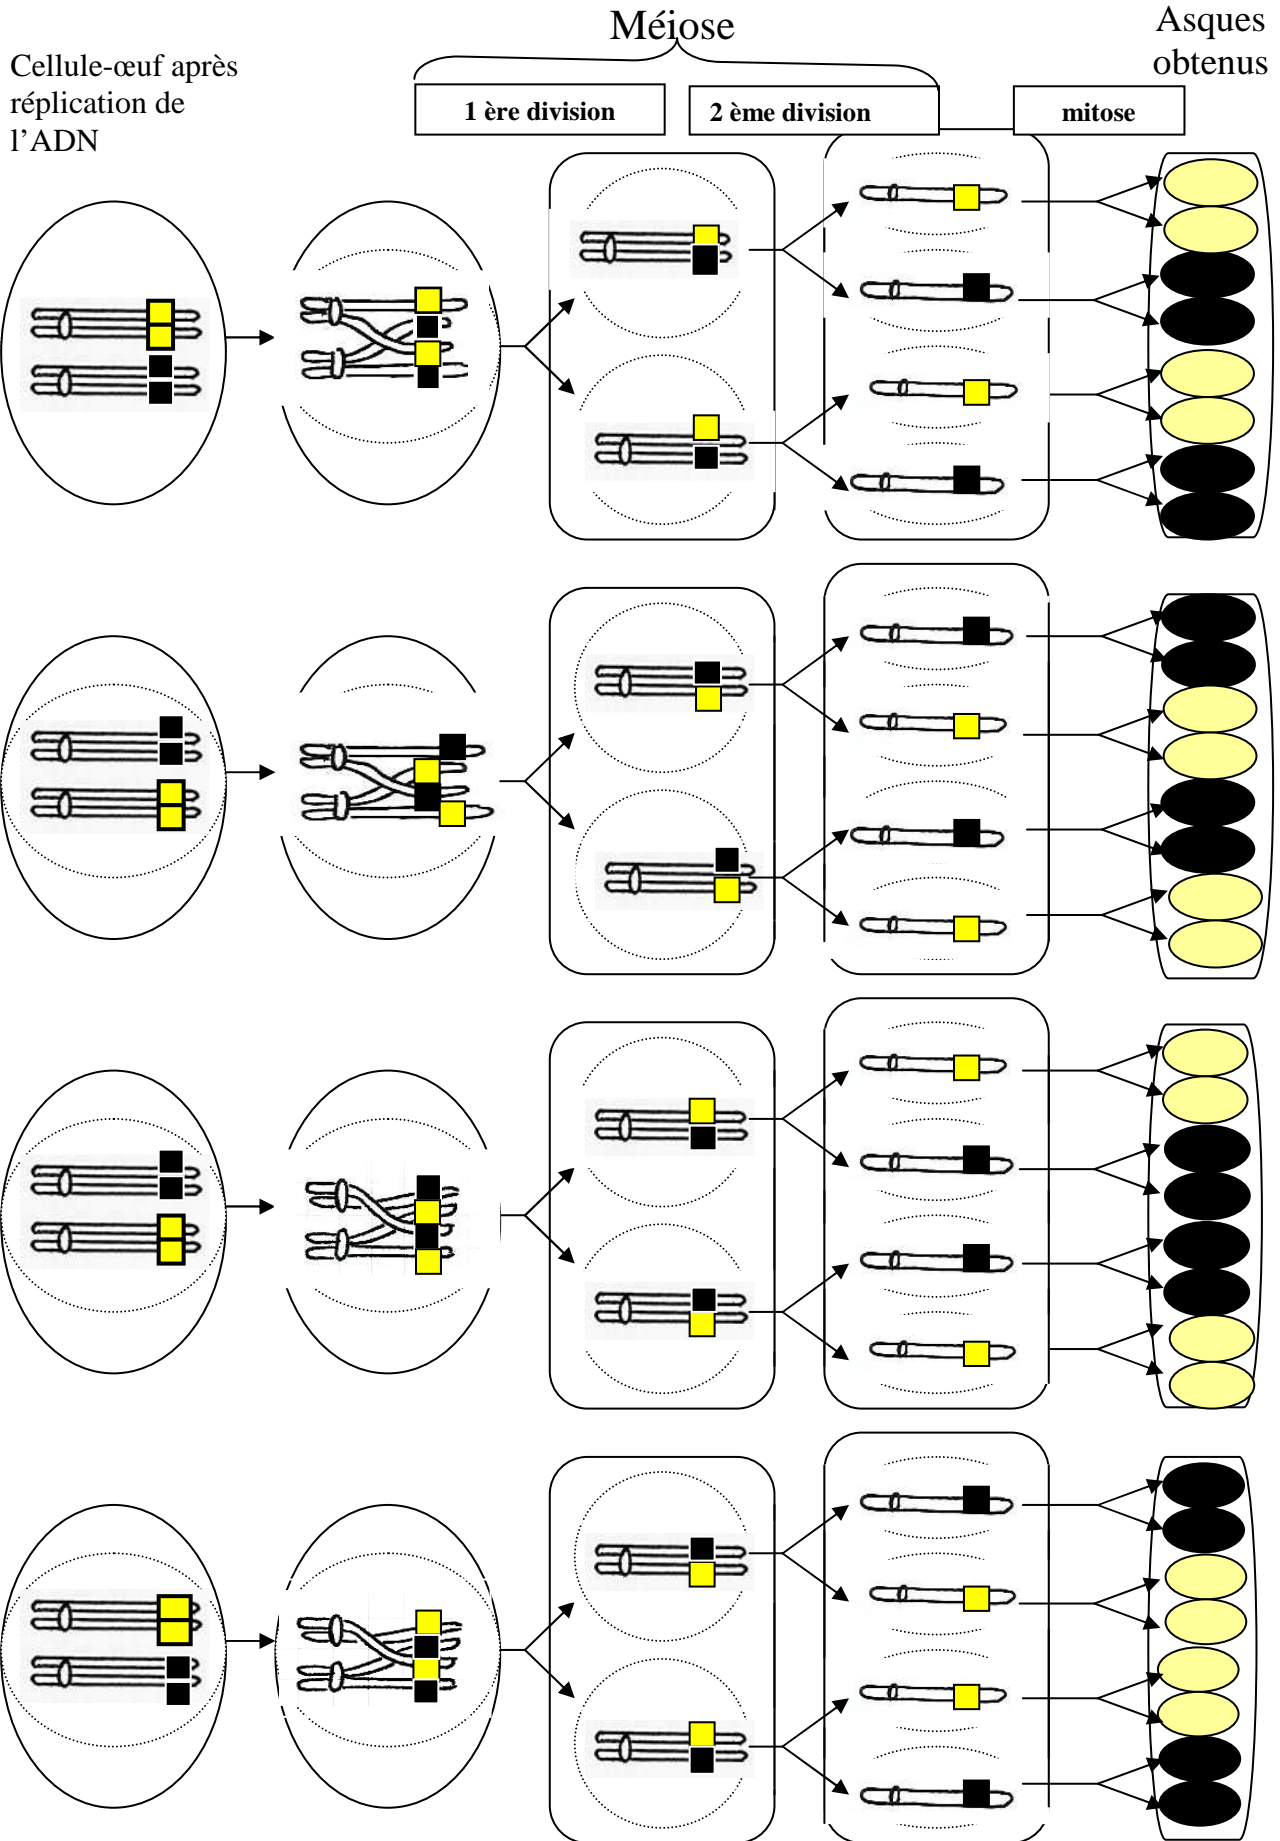 Méiose
Asques
obtenus
Cellule-œuf après
réplication de
l’ADN
1 ère division
2 ème division
mitose